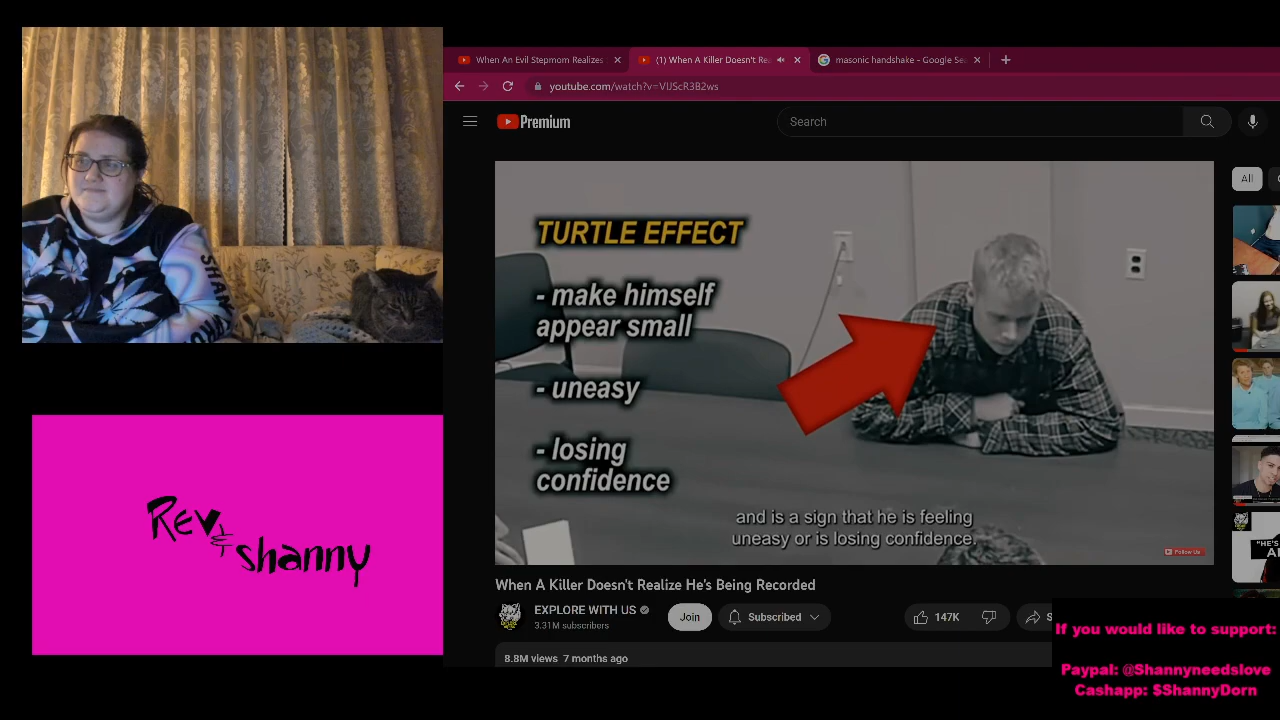 When An Evil Stepmom Realizes
(1) When A Killer Doesn't Re
masonic handshake - Google Se
youtube.com/watch?v=VIJScR3B2ws
Premium
Search
All
TURTLE EFFECT
- make himself
appear small
- uneasy
- losing
confidence
and is a sign that he is feeling
uneasy or is losing confidence.
Follow Us
When A Killer Doesn't Realize He's Being Recorded
EXPLORE WITH US
3.31M subscribers
Join
Subscribed
147K
S
8.8M views 7 months ago
"HE'S
Rev
&
shanny
If you would like to support:
Paypal: @Shannyneedslove
Cashapp: $ShannyDorn